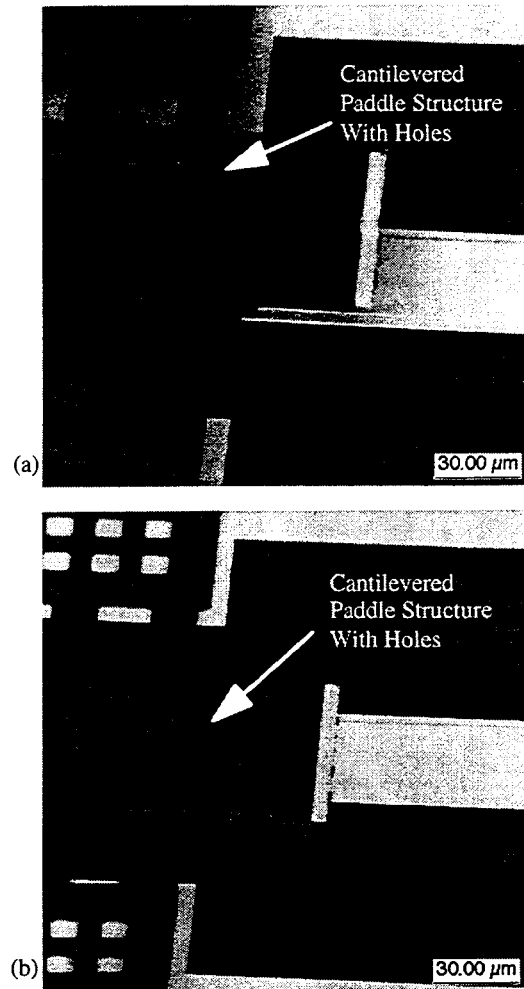 Cantilevered
Paddle Structure
With Holes
(a)
30.00 µm
Cantilevered
Paddle Structure
With Holes
(b)
30.00 µm